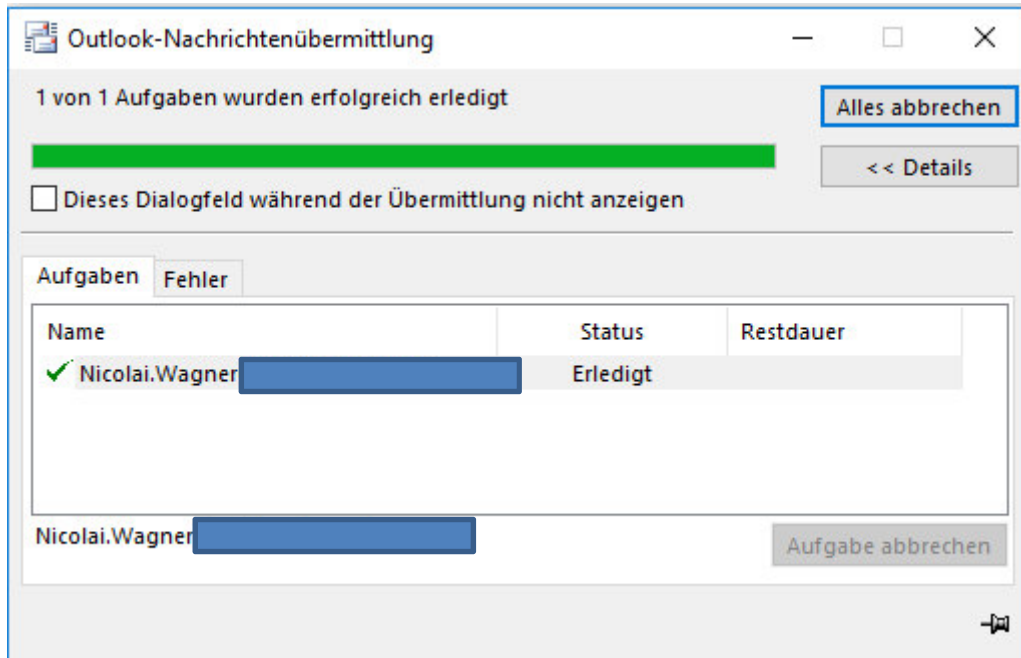 Outlook-Nachrichtenübermittlung
1 von 1 Aufgaben wurden erfolgreich erledigt
Alles abbrechen
<< Details
Dieses Dialogfeld während der Übermittlung nicht anzeigen
Aufgaben Fehler
Name Status Restdauer
Nicolai.Wagner Erledigt
Nicolai.Wagner
Aufgabe abbrechen